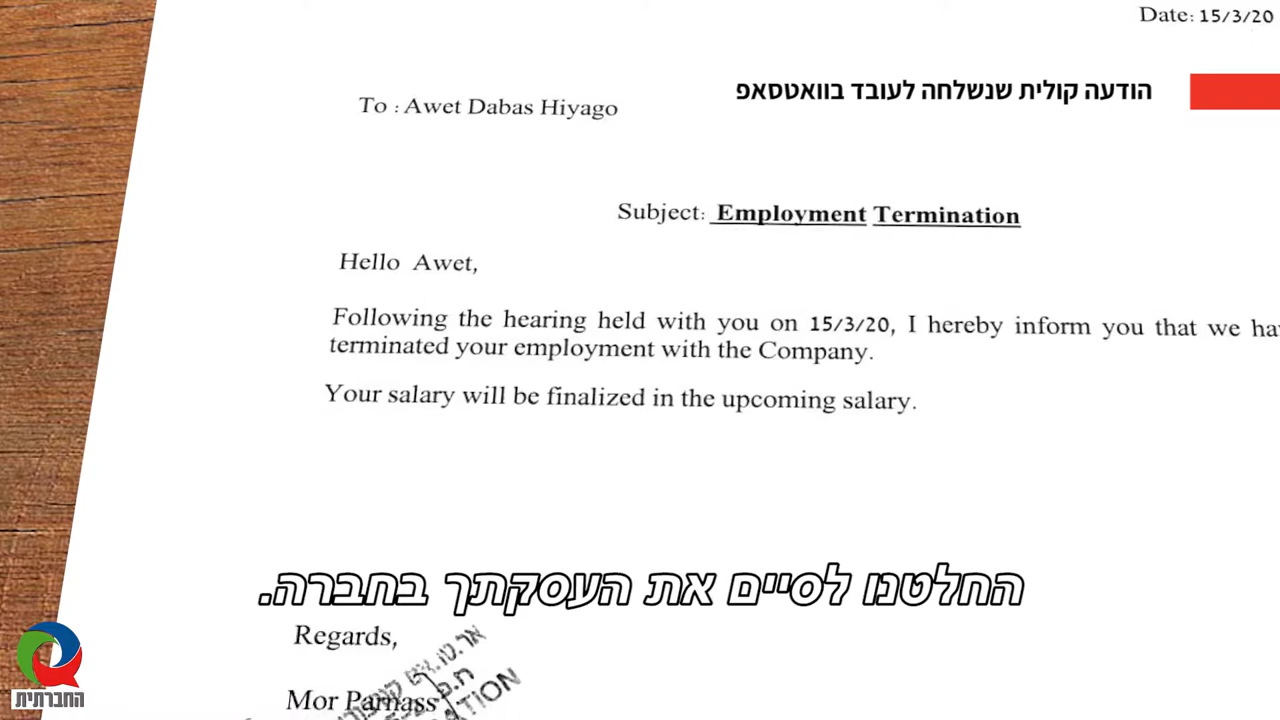 Date: 15/3/20
הודעה קולית שנשלחה לעובד בוואטסאפ
To : Awet Dabas Hiyago
Subject: Employment Termination
Hello Awet,
Following the hearing held with you on 15/3/20, I hereby inform you that we
terminated your employment with the Company.
Your salary will be finalized in the upcoming salary.
החלטנו לסיים את העסקתך בחברה.
Regards,
Mor Parnass
החברתית